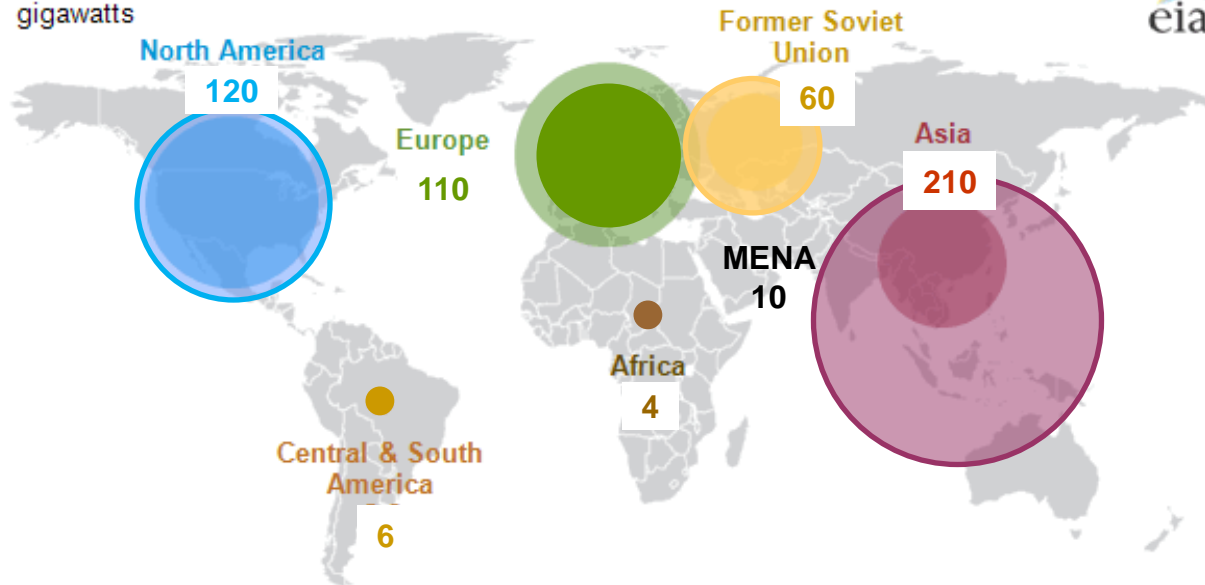 gigawatts
eia
Former Soviet
Union
60
North America
120
Europe
110
Asia
210
MENA
10
Africa
4
Central & South
America
6